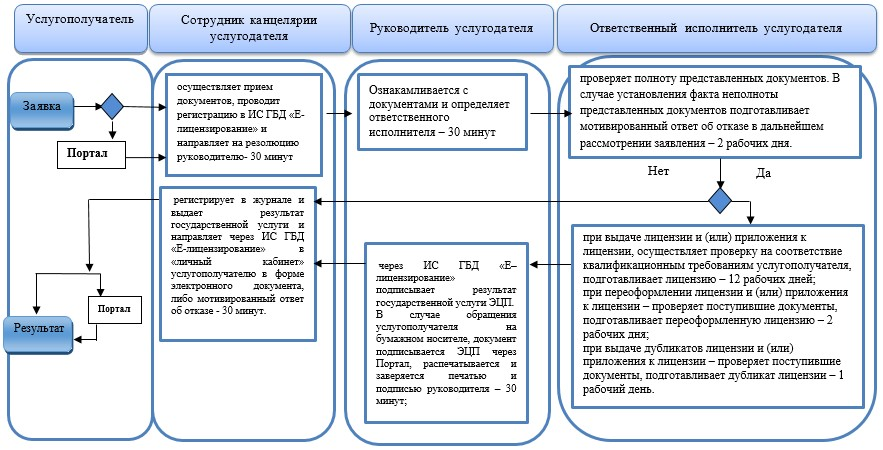 Услугополучатель
Сотрудник канцелярии
услугодателя
Руководитель услугодателя
Ответственный исполнитель услугодателя
Заявка
Портал
осуществляет прием
документов, проводит
регистрацию в ИС ГБД «Е-
лицензирование» и
направляет на резолюцию
руководителю- 30 минут
Ознакамливается с
документами и определяет
ответственного
исполнителя – 30 минут
проверяет полноту представленных документов. В
случае установления факта неполноты
представленных документов подготавливает
мотивированный ответ об отказе в дальнейшем
рассмотрении заявления – 2 рабочих дня.
Нет
Да
регистрирует в журнале и
выдает результат
государственной услуги и
направляет через ИС ГБД
«Е-лицензирование» в
«личный кабинет»
услугополучателю в форме
электронного документа,
либо мотивированный ответ
об отказе - 30 минут.
через ИС ГБД «Е–
лицензирование»
подписывает результат
государственной услуги ЭЦП.
В случае обращения
услугополучателя на
бумажном носителе, документ
подписывается ЭЦП через
Портал, распечатывается и
заверяется печатью и
подписью руководителя – 30
минут;
при выдаче лицензии и (или) приложения к
лицензии, осуществляет проверку на соответствие
квалификационным требованиям услугополучателя,
подготавливает лицензию – 12 рабочих дней;
при переоформлении лицензии и (или) приложения
к лицензии – проверяет поступившие документы,
подготавливает переоформленную лицензию – 2
рабочих дня;
при выдаче дубликатов лицензии и (или)
приложения к лицензии – проверяет поступившие
документы, подготавливает дубликат лицензии – 1
рабочий день.
Портал
Результат